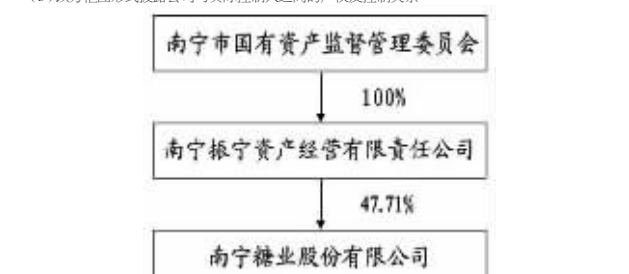 南宁市国有资产监督管理委员会
100%
南宁振宁资产经营有限责任公司
47.71%
南宁糖业股份有限公司